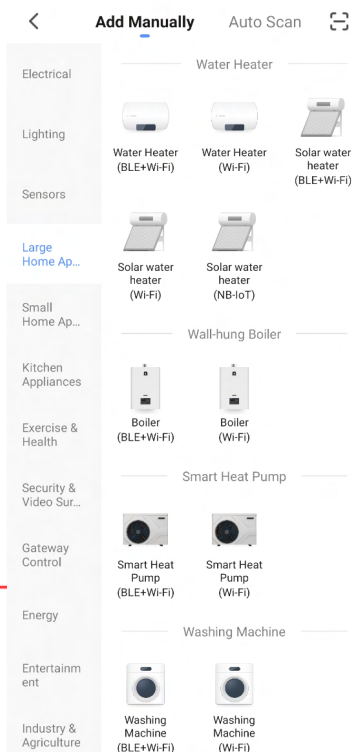 Add Manually
Auto Scan
Electrical
Lighting
Sensors
Large
Home Ap...
Small
Home Ap...
Kitchen
Appliances
Exercise &
Health
Security &
Video Sur...
Gateway
Control
Energy
Entertainm
ent
Industry &
Agriculture
Water Heater
Water Heater
(BLE+Wi-Fi)
Water Heater
(Wi-Fi)
Solar water
heater
(BLE+Wi-Fi)
Solar water
heater
(Wi-Fi)
Solar water
heater
(NB-IoT)
Wall-hung Boiler
Boiler
(BLE+Wi-Fi)
Boiler
(Wi-Fi)
Smart Heat Pump
Smart Heat
Pump
(BLE+Wi-Fi)
Smart Heat
Pump
(Wi-Fi)
Washing Machine
Washing
Machine
(BLE+Wi-Fi)
Washing
Machine
(Wi-Fi)